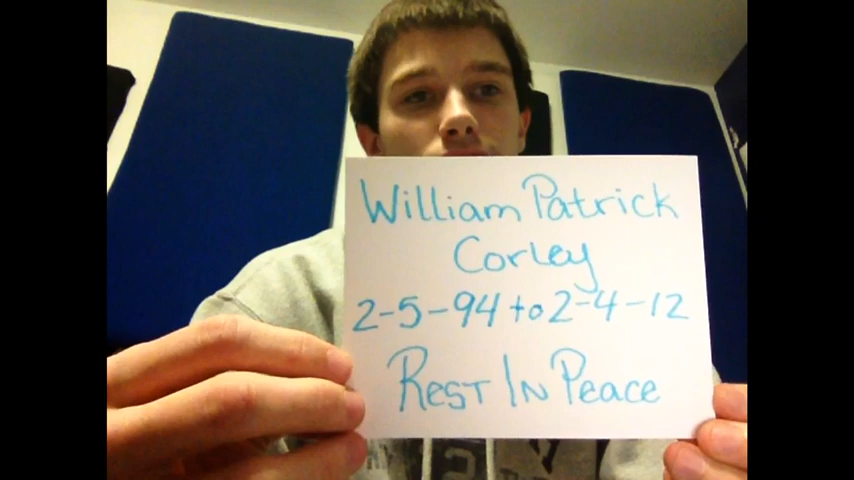 William Patrick
Corley
2-5-94 to 2-4-12
Rest In Peace